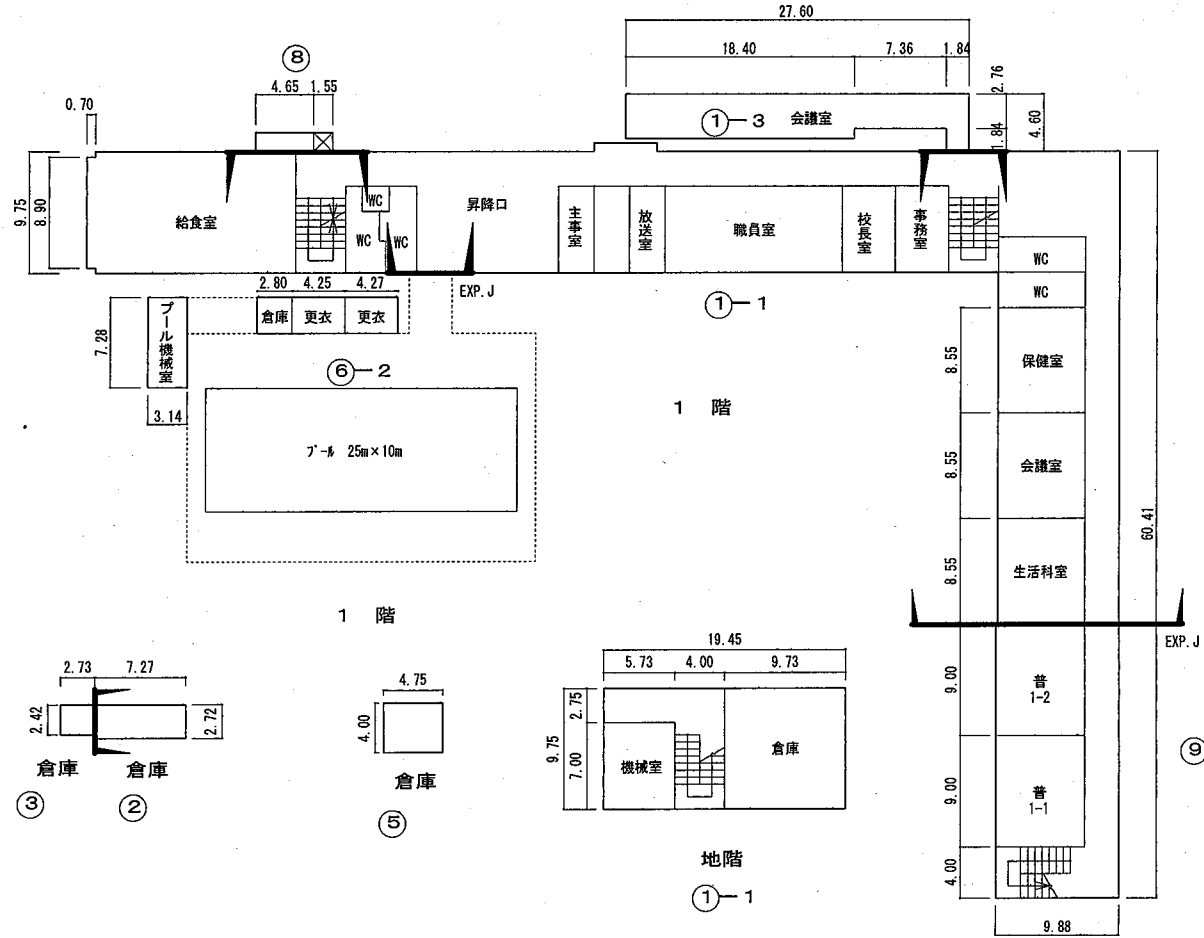 27.60
18.40
7.36
1.84
⑧
4.65
1.55
0.70
2.76
1.84
4.60
①-3
会議室
9.75
8.90
給食室
WC
WC
WC
昇降口
主事室
放送室
職員室
校長室
事務室
WC
WC
2.80
4.25
4.27
EXP.J
倉庫
更衣
更衣
プール機械室
7.28
3.14
⑥-2
①-1
プール 25m×10m
1 階
8.55
保健室
8.55
会議室
8.55
生活科室
60.41
EXP.J
1 階
2.73
7.27
2.42
2.72
倉庫
倉庫
③
②
4.75
4.00
倉庫
⑤
19.45
5.73
4.00
9.73
2.75
9.75
7.00
機械室
倉庫
地階
①-1
9.00
普
1-2
9.00
普
1-1
4.00
9.88
⑨